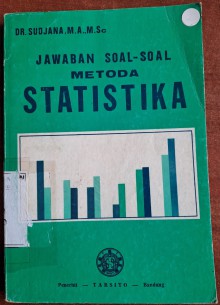 DR. SUDJANA, M.A., M.Sc
JAWABAN SOAL-SOAL
METODA
STATISTIKA
Penerbit — TARSITO — Bandung